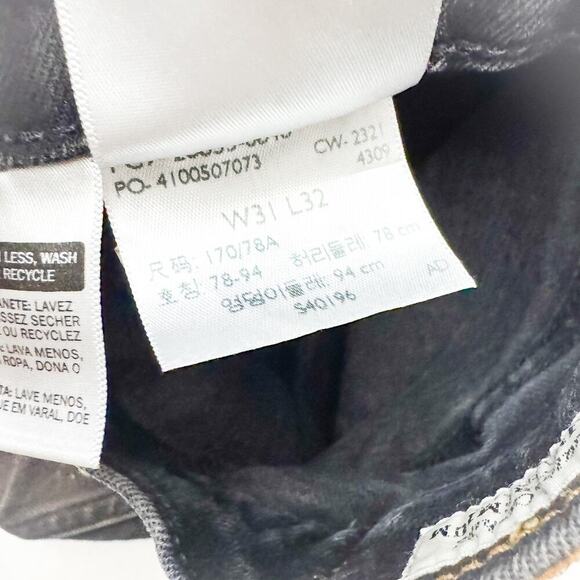 PO- 4100507073
CW- 2321
4309
W31 L32
尺码: 170/78A
허리둘레: 78 cm
호칭: 78-94
엉덩이둘레: 94 cm
AD
S40196
LESS, WASH
RECYCLE
ANETE: LAVEZ
SSEZ SECHER
OU RECYCLEZ
LAVA MENOS,
ROPA, DONA O
TA: LAVE MENOS,
UE EM VARAL, DOE